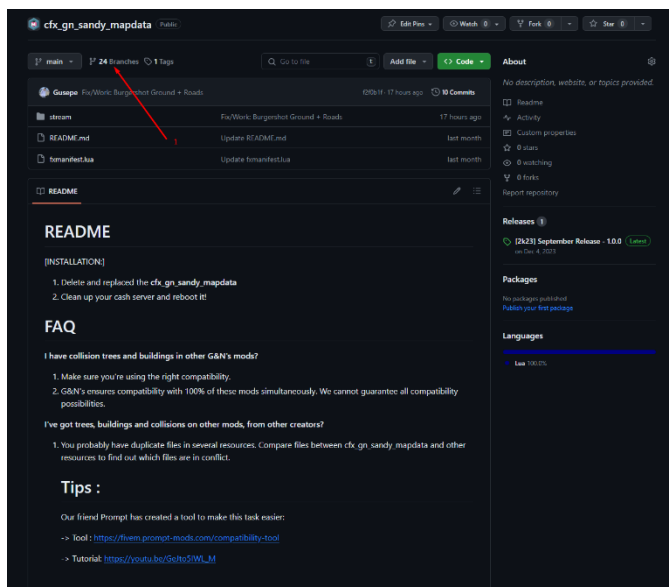 cfx_gn_sandy_mapdata Public
Edit Pins Watch 0 Fork 0 Star 0
main 24 Branches 1 Tags Go to file t Add file Code
Gusepe Fix/Work: Burgershot Ground + Roads 17 hours ago 10 Commits
stream Fix/Work: Burgershot Ground + Roads 17 hours ago
README.md Update README.md last month
fxmanifest.lua Update fxmanifest.lua last month
1
README
README
[INSTALLATION:]
1. Delete and replaced the cfx_gn_sandy_mapdata
2. Clean up your cash server and reboot it!
FAQ
I have collision trees and buildings in other G&N's mods?
1. Make sure you're using the right compatibility.
2. G&N's ensures compatibility with 100% of these mods simultaneously. We cannot guarantee all compatibility
possibilities.
I've got trees, buildings and collisions on other mods, from other creators?
1. You probably have duplicate files in several resources. Compare files between cfx_gn_sandy_mapdata and other
resources to find out which files are in conflict.
Tips :
Our friend Prompt has created a tool to make this task easier:
-> Tool : https://fivem.prompt-mods.com/compatibility-tool
-> Tutorial: https://youtu.be/
About
No description, website, or topics provided.
Readme
Activity
Custom properties
0 stars
0 watching
0 forks
Report repository
Releases 1
[2k23] September Release - 1.0.0 Latest
on Dec 4, 2023
Packages
No packages published
Publish your first package
Languages
Lua 100.0%